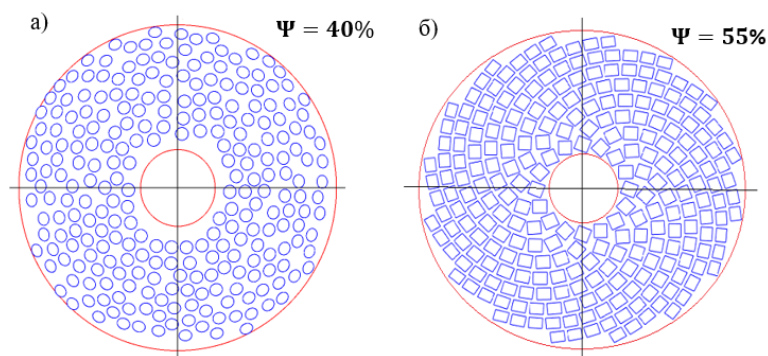 а)
Ψ = 40%
б)
Ψ = 55%